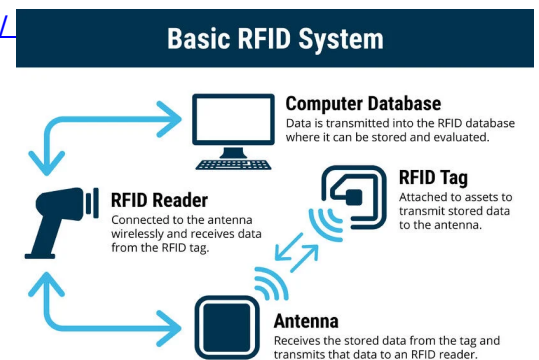 /
Basic RFID System
Computer Database
Data is transmitted into the RFID database
where it can be stored and evaluated.
RFID Tag
Attached to assets to
transmit stored data
to the antenna.
RFID Reader
Connected to the antenna
wirelessly and receives data
from the RFID tag.
Antenna
Receives the stored data from the tag and
transmits that data to an RFID reader.